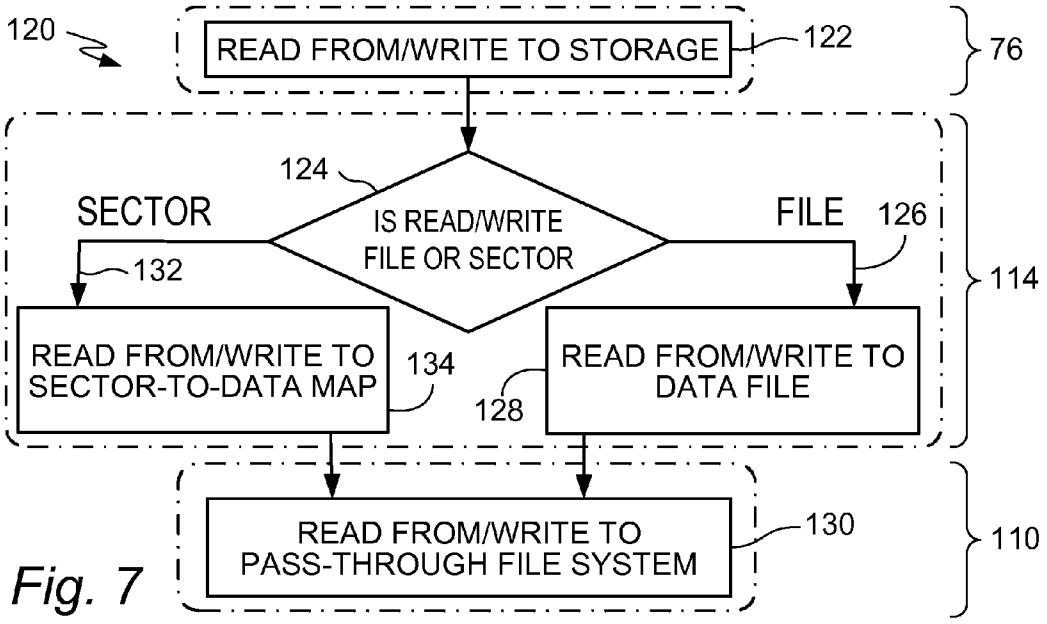 120
READ FROM/WRITE TO STORAGE
122
76
124
SECTOR
IS READ/WRITE
FILE OR SECTOR
FILE
126
132
114
READ FROM/WRITE TO
SECTOR-TO-DATA MAP
134
128
READ FROM/WRITE TO
DATA FILE
READ FROM/WRITE TO
PASS-THROUGH FILE SYSTEM
130
110
Fig. 7